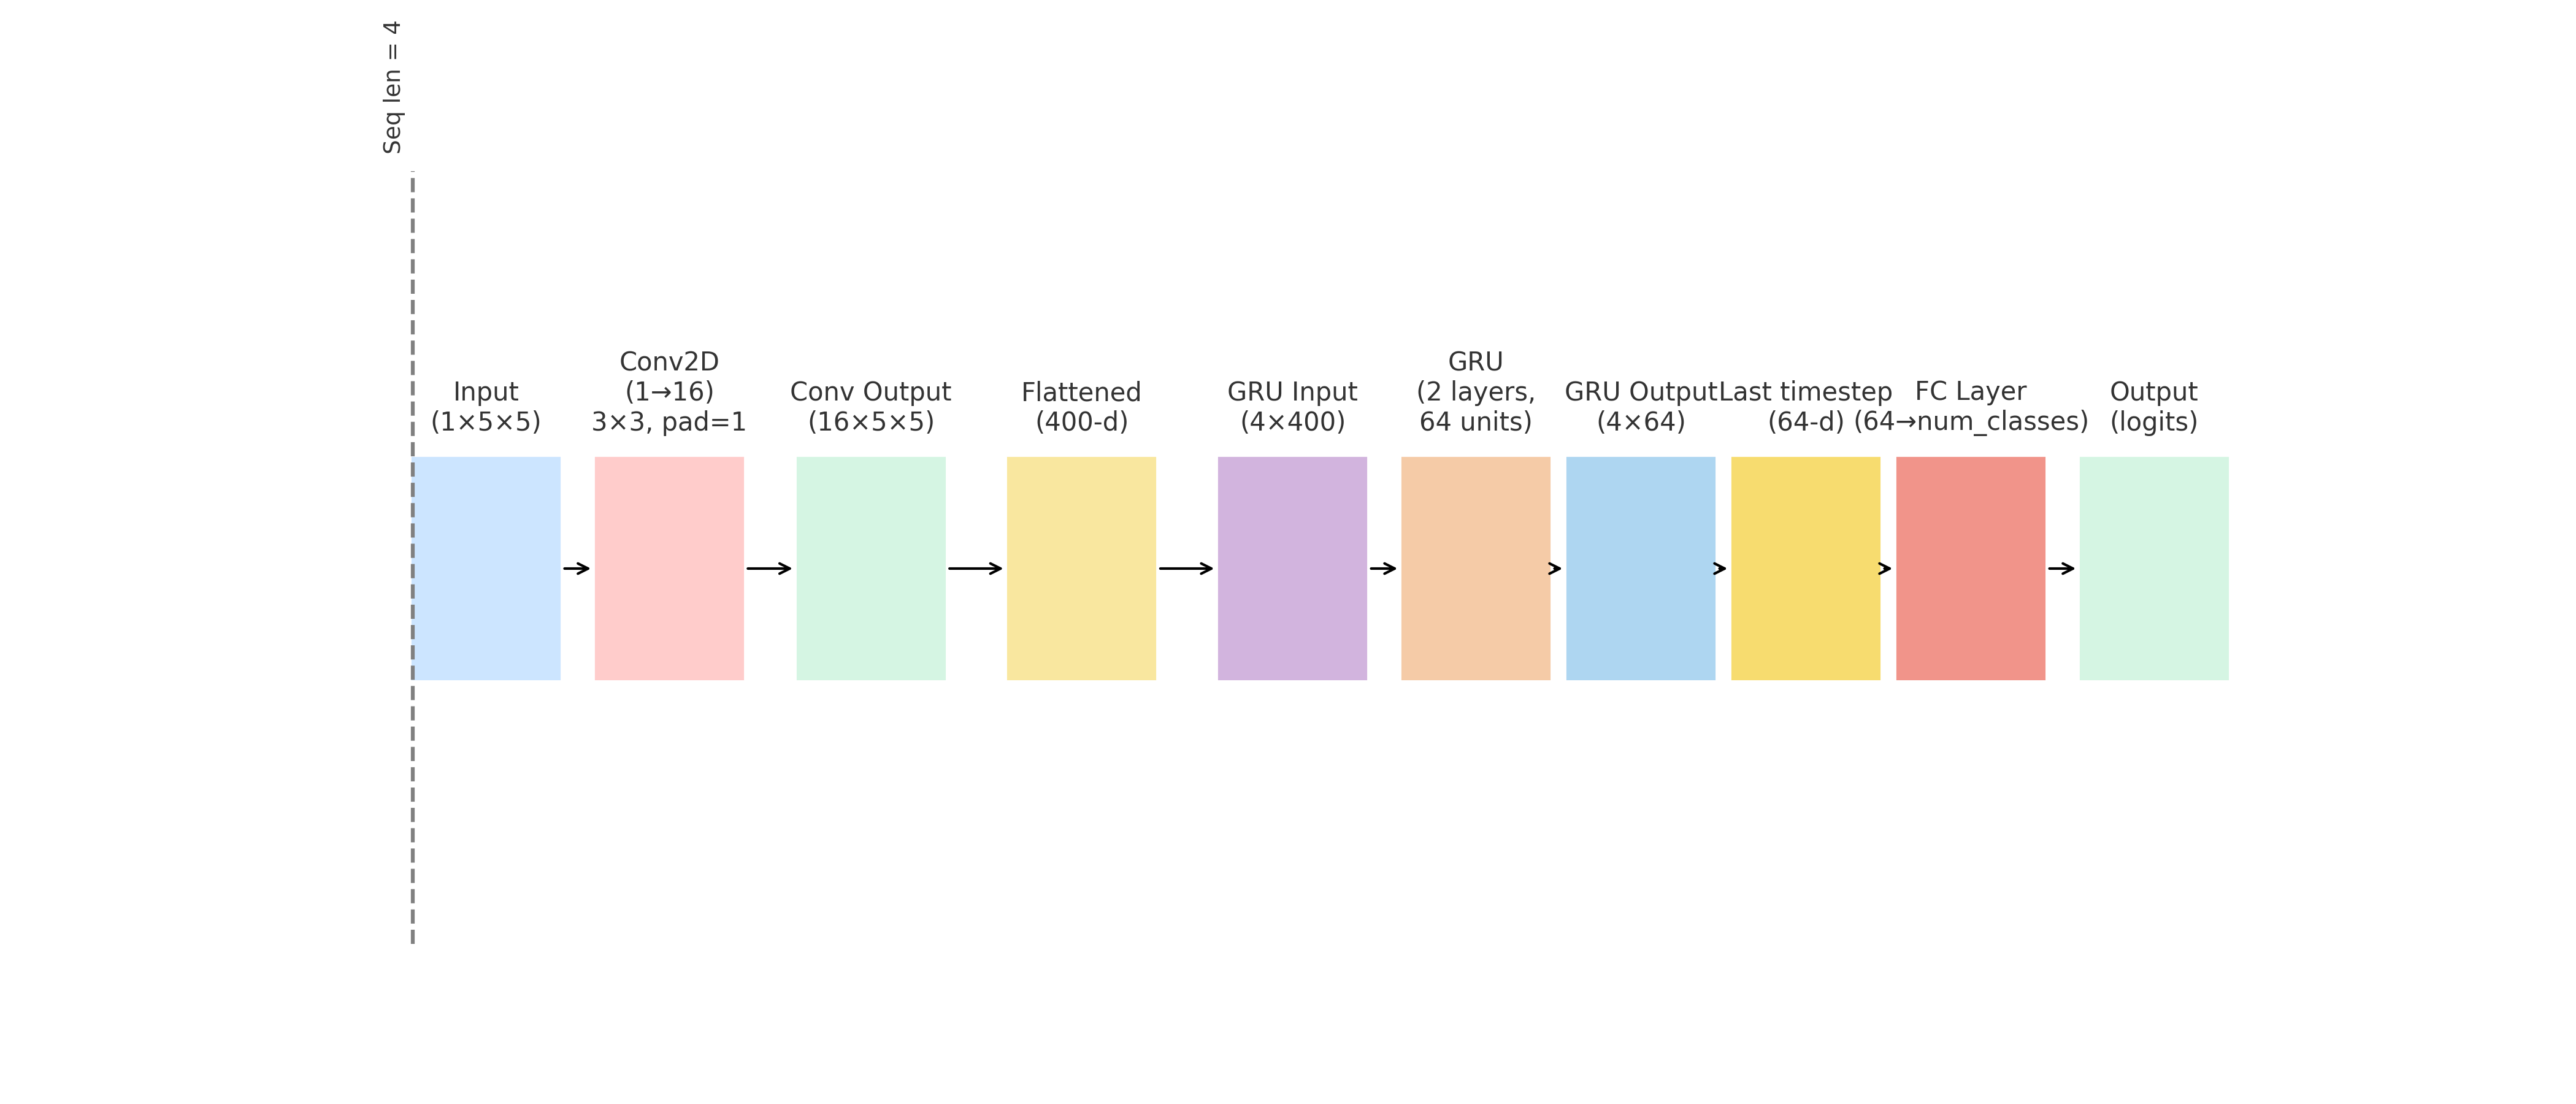 Seq len = 4
Input
(1×5×5)
Conv2D
(1→16)
3×3, pad=1
Conv Output
(16×5×5)
Flattened
(400-d)
GRU Input
(4×400)
GRU
(2 layers,
64 units)
GRU Output
(4×64)
Last timestep
(64-d)
FC Layer
(64→num_classes)
Output
(logits)